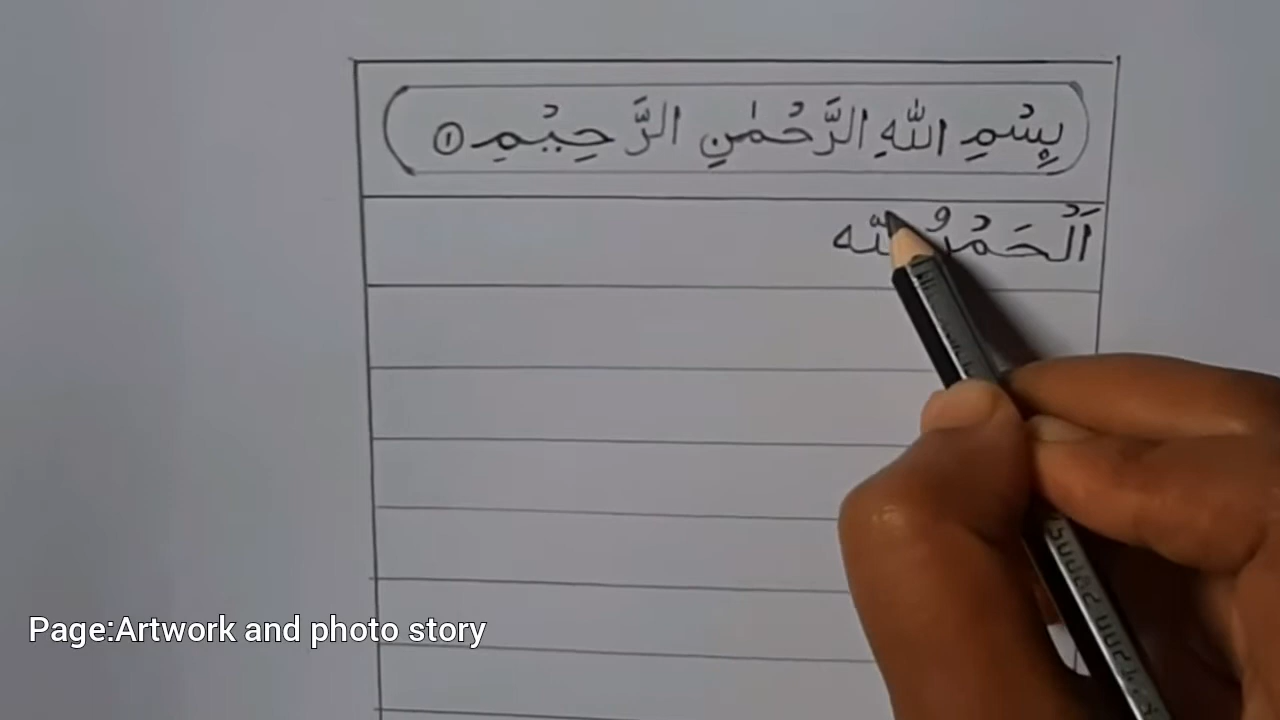 بِسْمِ اللّٰهِ الرَّحْمٰنِ الرَّحِيْمِ ①
اَلْحَمْدُ لِلّٰه
Page:Artwork and photo story